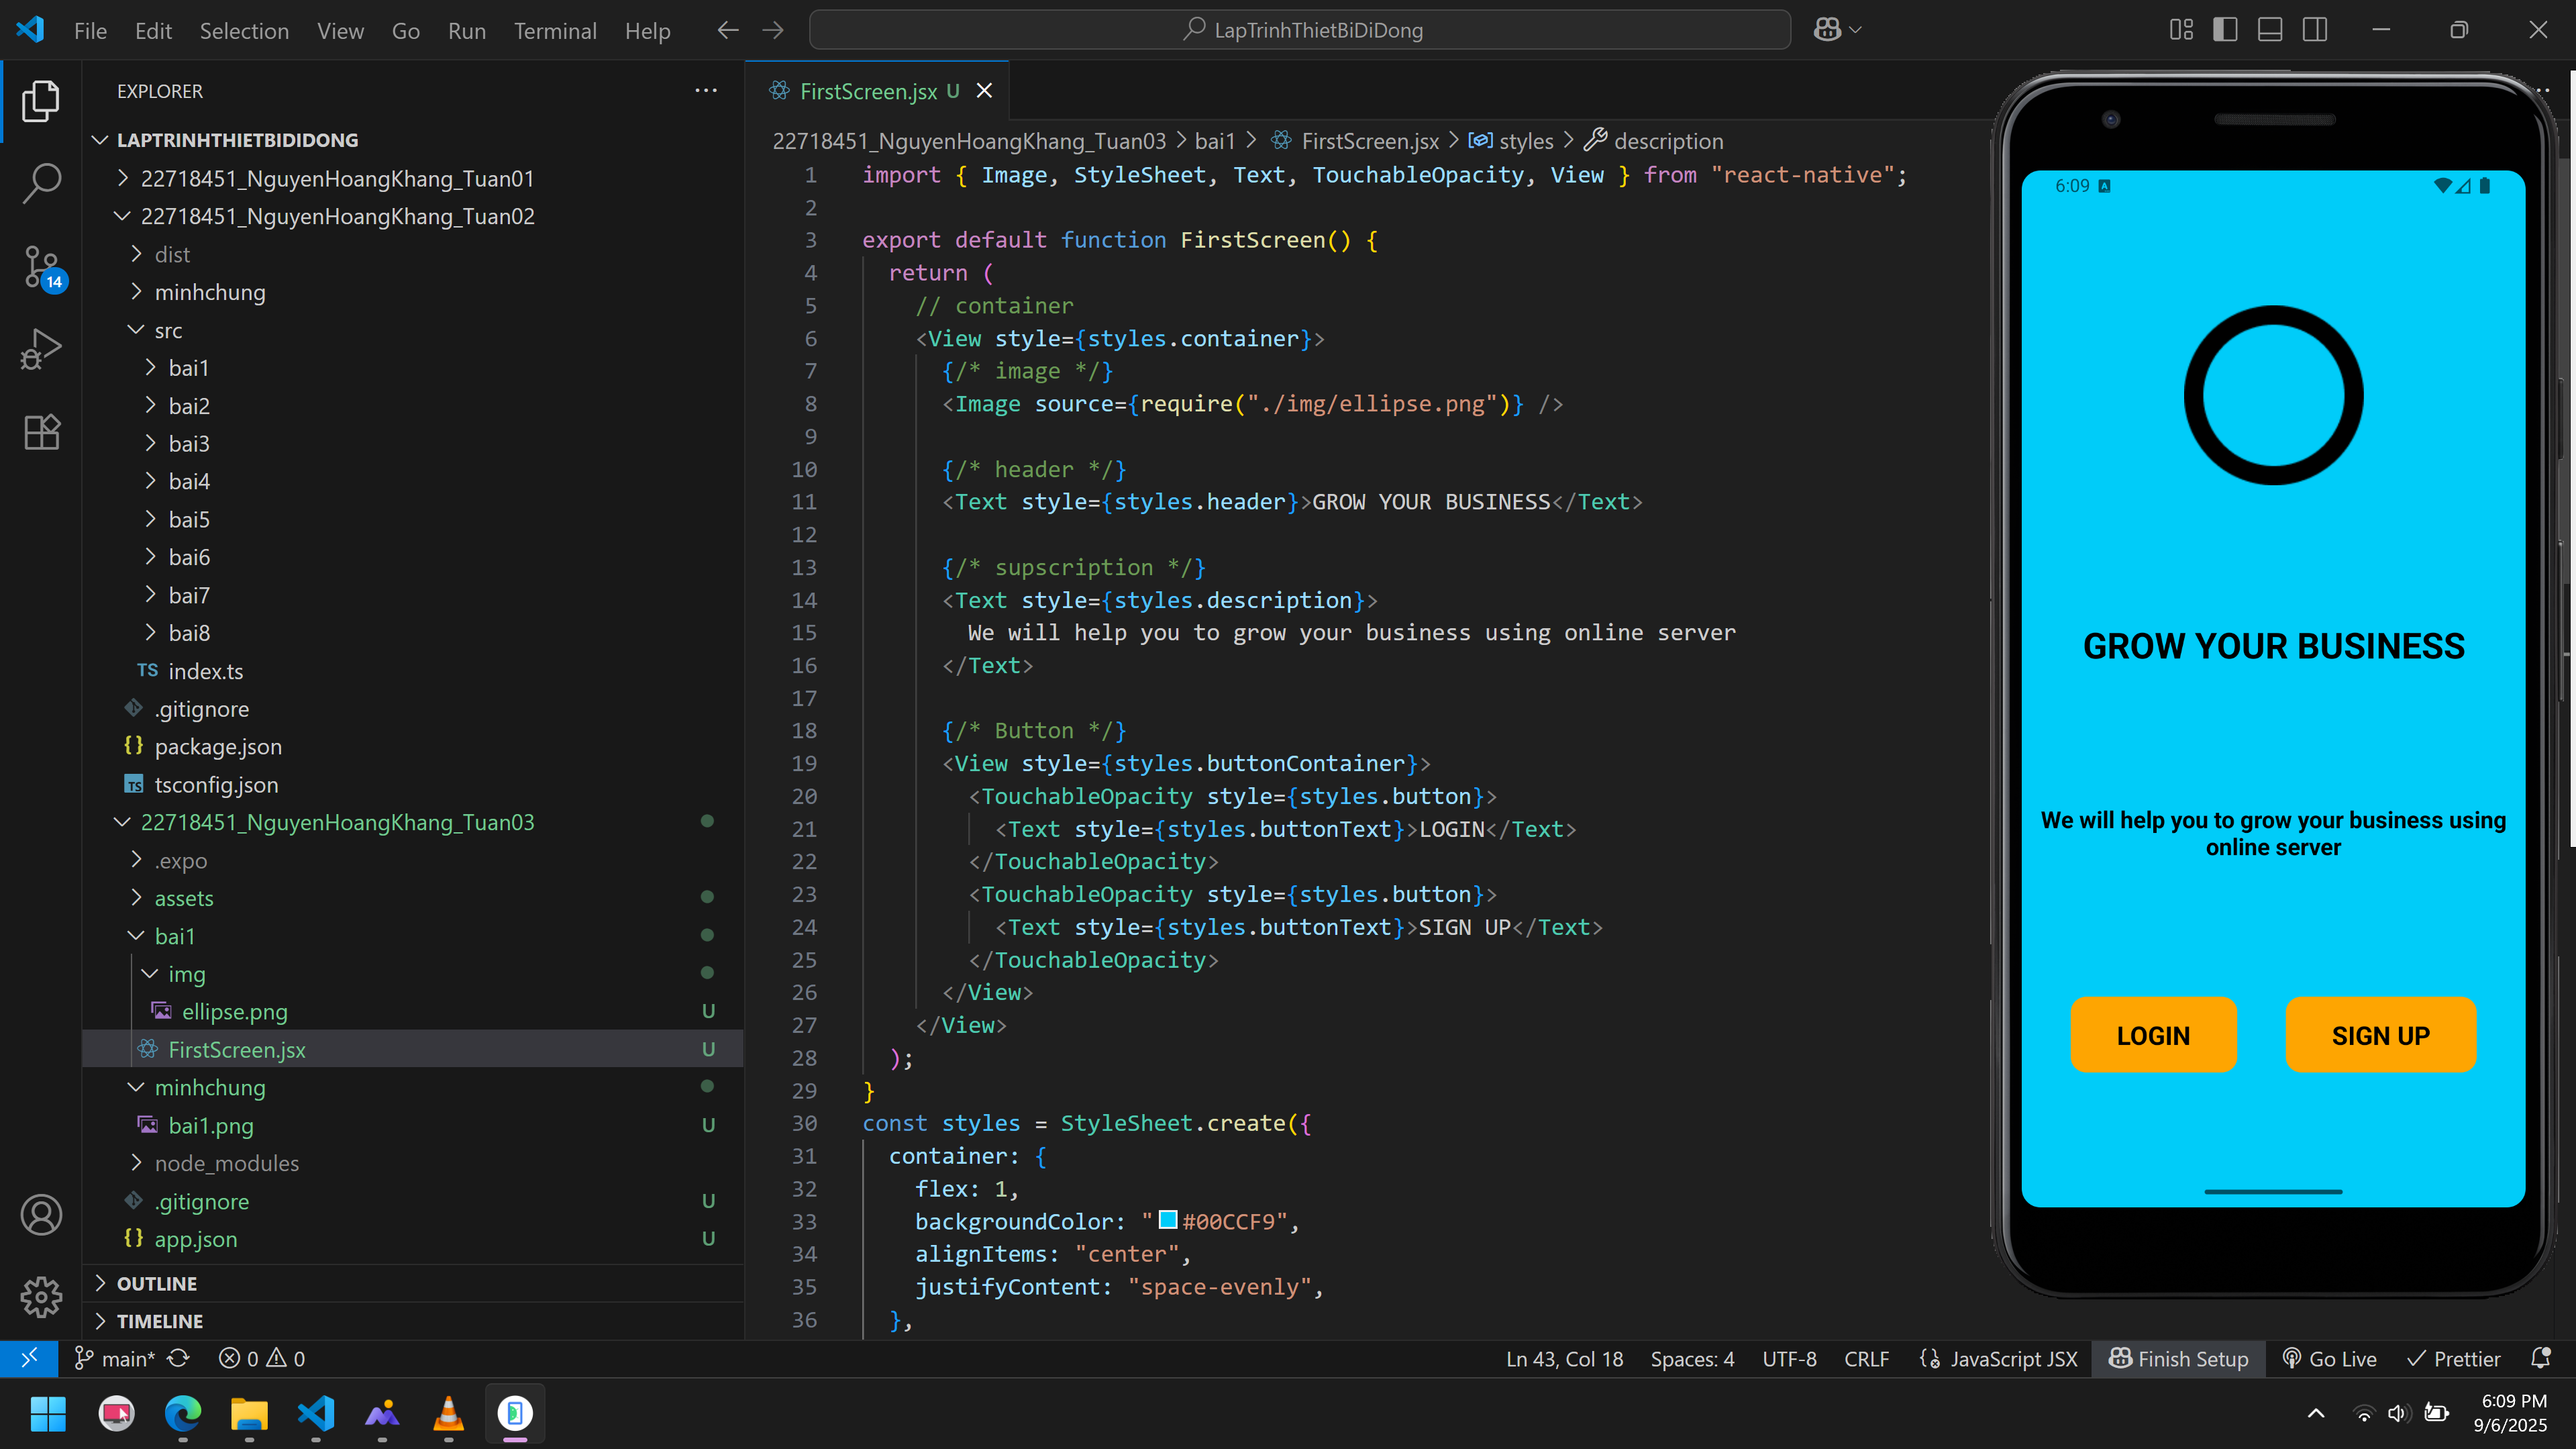 File Edit Selection View Go Run Terminal Help
LapTrinhThietBiDiDong
EXPLORER
LAPTRINHTHIETBIDIDONG
22718451_NguyenHoangKhang_Tuan01
22718451_NguyenHoangKhang_Tuan02
dist
minhchung
src
bai1
bai2
bai3
bai4
bai5
bai6
bai7
bai8
TS index.ts
.gitignore
{} package.json
TS tsconfig.json
22718451_NguyenHoangKhang_Tuan03
.expo
assets
bai1
img
ellipse.png U
FirstScreen.jsx U
minhchung
bai1.png U
node_modules
.gitignore U
{} app.json U
OUTLINE
TIMELINE
14
FirstScreen.jsx U
22718451_NguyenHoangKhang_Tuan03 > bai1 > FirstScreen.jsx > styles > description
1 import { Image, StyleSheet, Text, TouchableOpacity, View } from "react-native";
2
3 export default function FirstScreen() {
4 return (
5 // container
6 <View style={styles.container}>
7 {/* image */}
8 <Image source={require("./img/ellipse.png")} />
9
10 {/* header */}
11 <Text style={styles.header}>GROW YOUR BUSINESS</Text>
12
13 {/* supscription */}
14 <Text style={styles.description}>
15 We will help you to grow your business using online server
16 </Text>
17
18 {/* Button */}
19 <View style={styles.buttonContainer}>
20 <TouchableOpacity style={styles.button}>
21 <Text style={styles.buttonText}>LOGIN</Text>
22 </TouchableOpacity>
23 <TouchableOpacity style={styles.button}>
24 <Text style={styles.buttonText}>SIGN UP</Text>
25 </TouchableOpacity>
26 </View>
27 </View>
28 );
29 }
30 const styles = StyleSheet.create({
31 container: {
32 flex: 1,
33 backgroundColor: "#00CCF9",
34 alignItems: "center",
35 justifyContent: "space-evenly",
36 },
6:09 A
GROW YOUR BUSINESS
We will help you to grow your business using
online server
LOGIN SIGN UP
main* 0 0 Ln 43, Col 18 Spaces: 4 UTF-8 CRLF {} JavaScript JSX Finish Setup Go Live Prettier
6:09 PM
9/6/2025